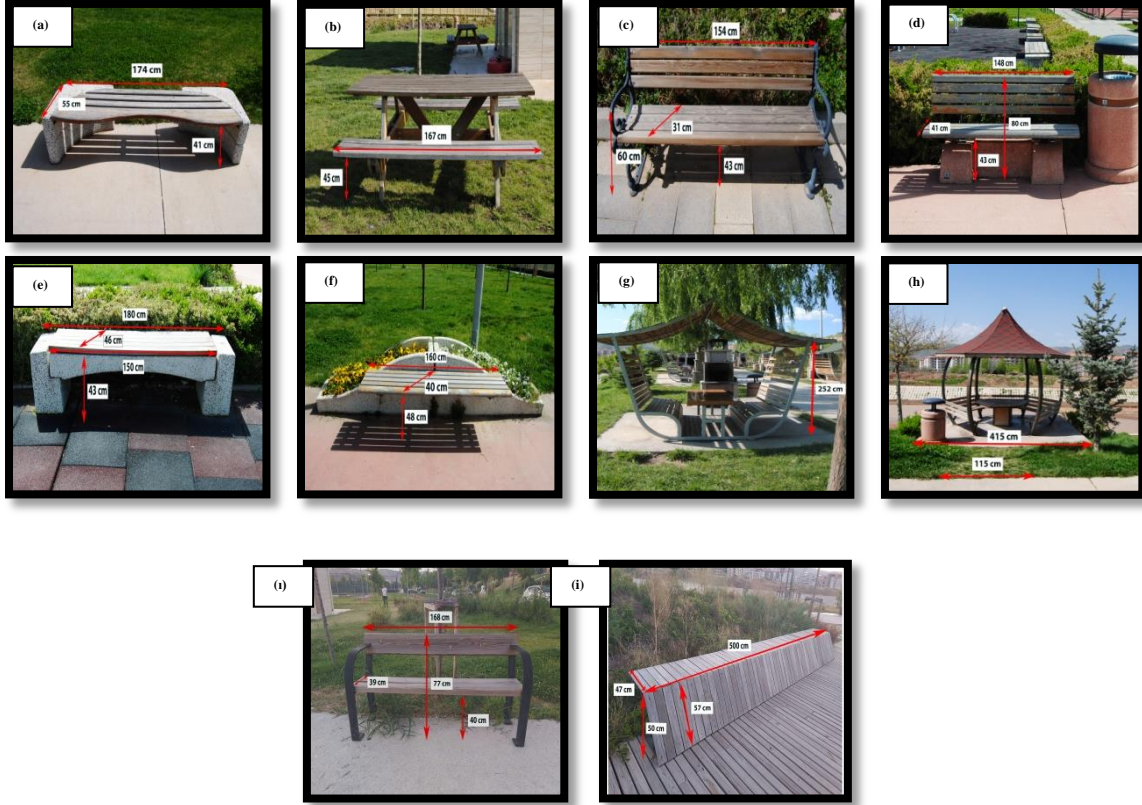 (a)
174 cm
55 cm
41 cm
(b)
167 cm
45 cm
(c)
154 cm
31 cm
60 cm
43 cm
(d)
148 cm
80 cm
41 cm
43 cm
(e)
180 cm
46 cm
150 cm
43 cm
(f)
160 cm
40 cm
48 cm
(g)
252 cm
(h)
415 cm
115 cm
(ı)
168 cm
39 cm
77 cm
40 cm
(i)
500 cm
47 cm
57 cm
50 cm